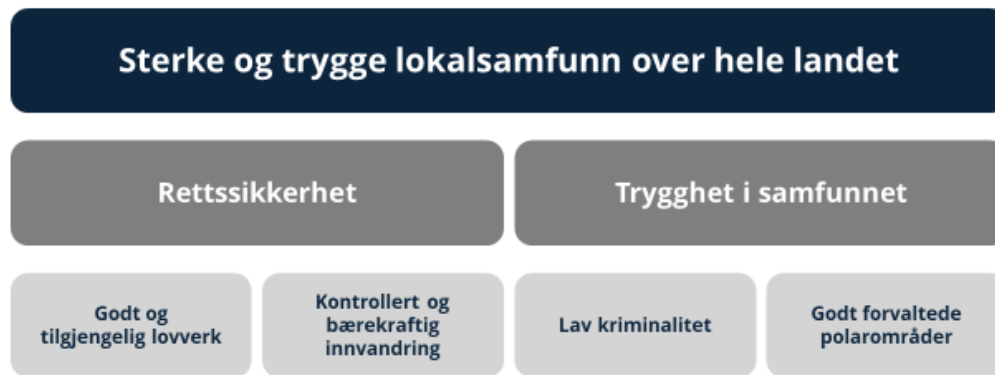 Sterke og trygge lokalsamfunn over hele landet
Rettssikkerhet
Trygghet i samfunnet
Godt og
tilgjengelig lovverk
Kontrollert og
bærekraftig
innvandring
Lav kriminalitet
Godt forvaltede
polarområder